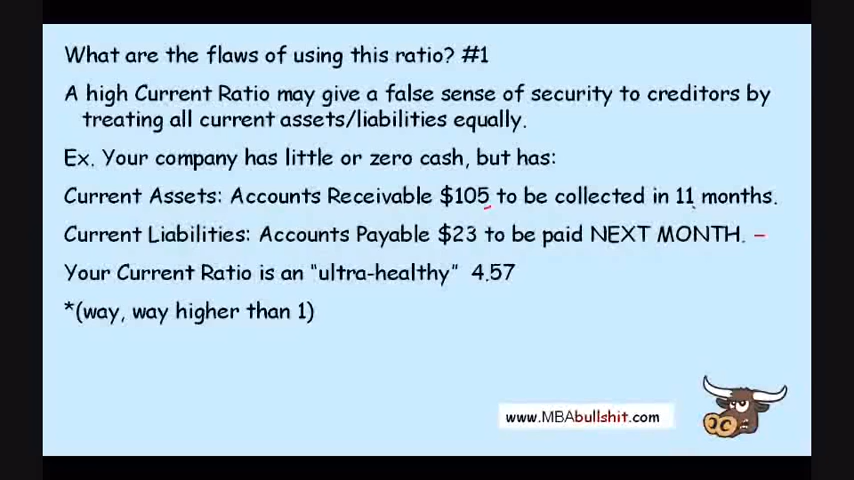 What are the flaws of using this ratio? #1
A high Current Ratio may give a false sense of security to creditors by
treating all current assets/liabilities equally.
Ex. Your company has little or zero cash, but has:
Current Assets: Accounts Receivable $105 to be collected in 11 months.
Current Liabilities: Accounts Payable $23 to be paid NEXT MONTH.
Your Current Ratio is an “ultra-healthy” 4.57
*(way, way higher than 1)
www.MBAbullshit.com